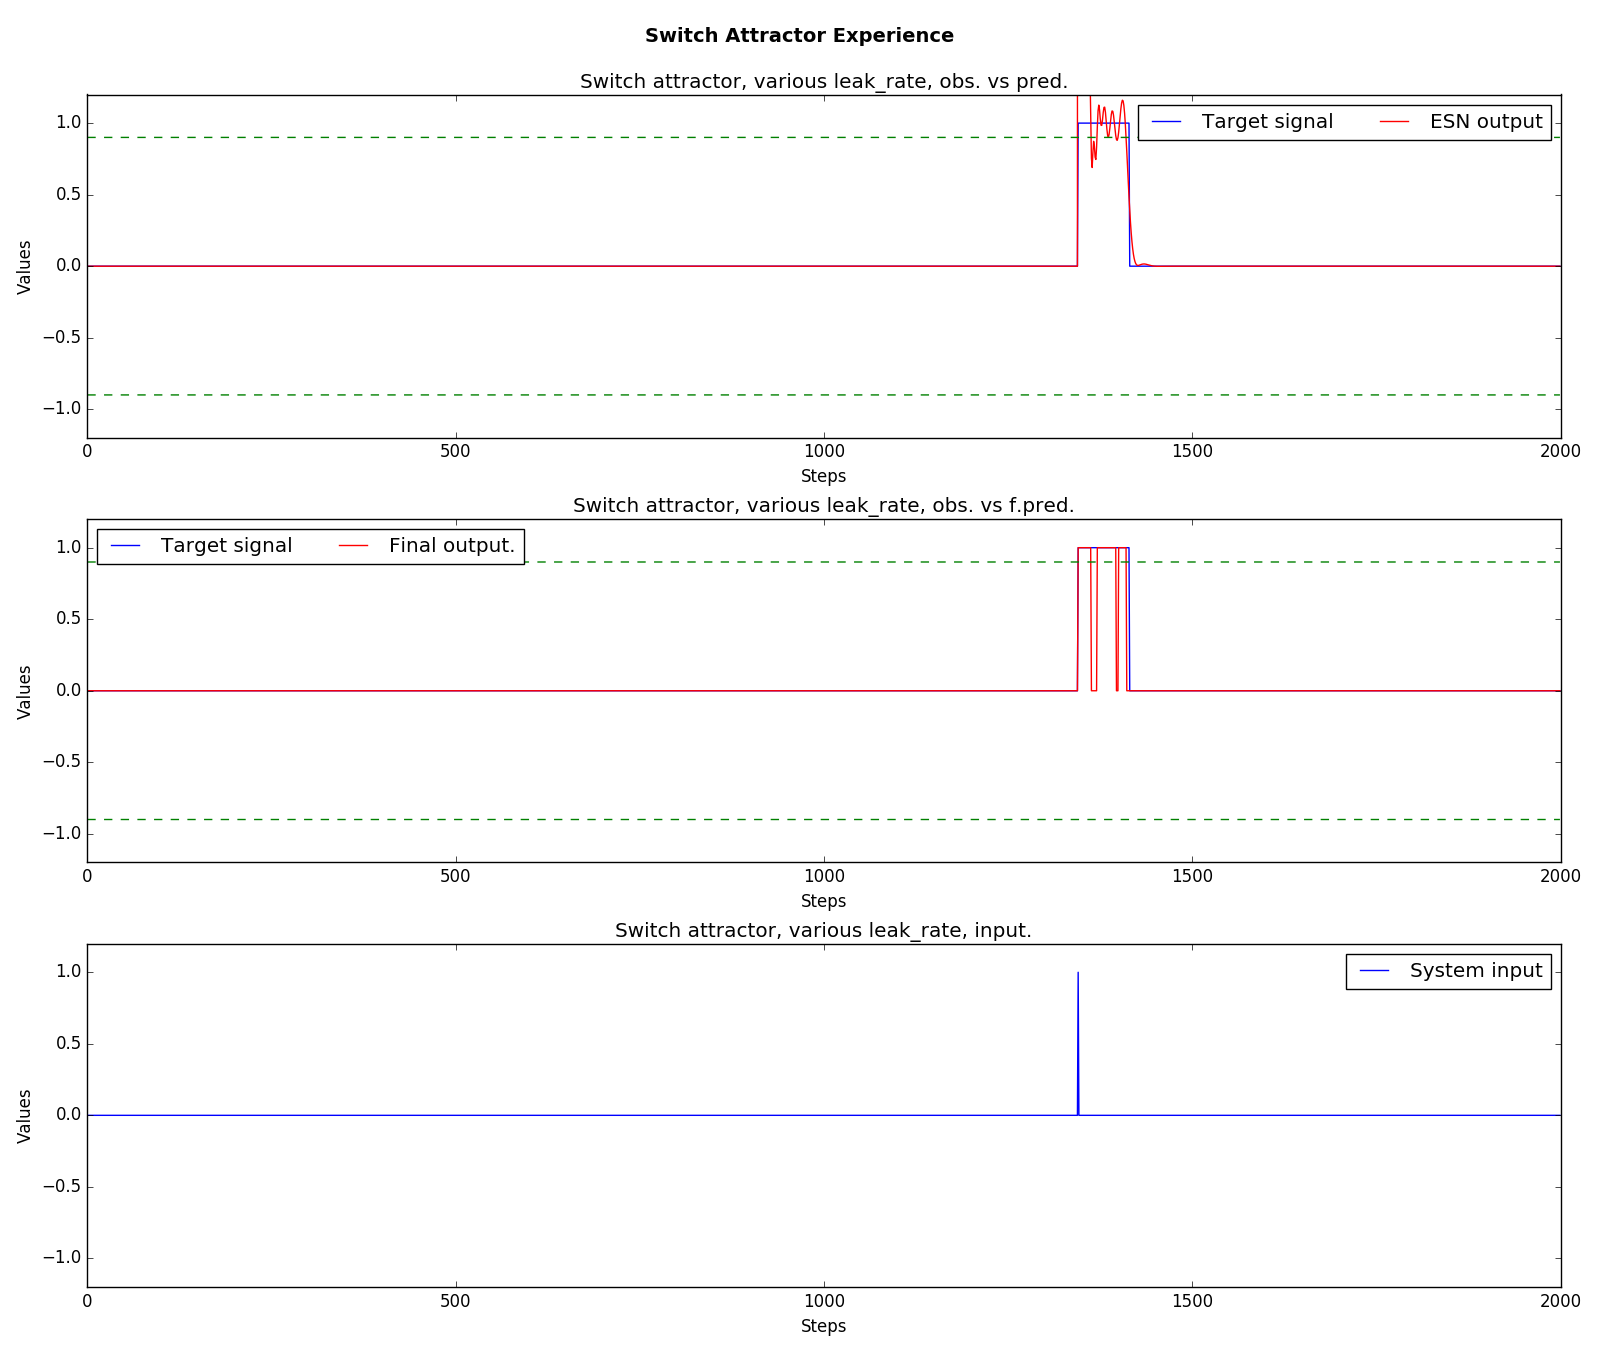 Switch Attractor Experience
Switch attractor, various leak_rate, obs. vs pred.
Target signal ESN output
1.0
0.5
0.0
−0.5
−1.0
Values
0 500 1000 1500 2000
Steps
Switch attractor, various leak_rate, obs. vs f.pred.
Target signal Final output.
1.0
0.5
0.0
−0.5
−1.0
Values
0 500 1000 1500 2000
Steps
Switch attractor, various leak_rate, input.
System input
1.0
0.5
0.0
−0.5
−1.0
Values
0 500 1000 1500 2000
Steps